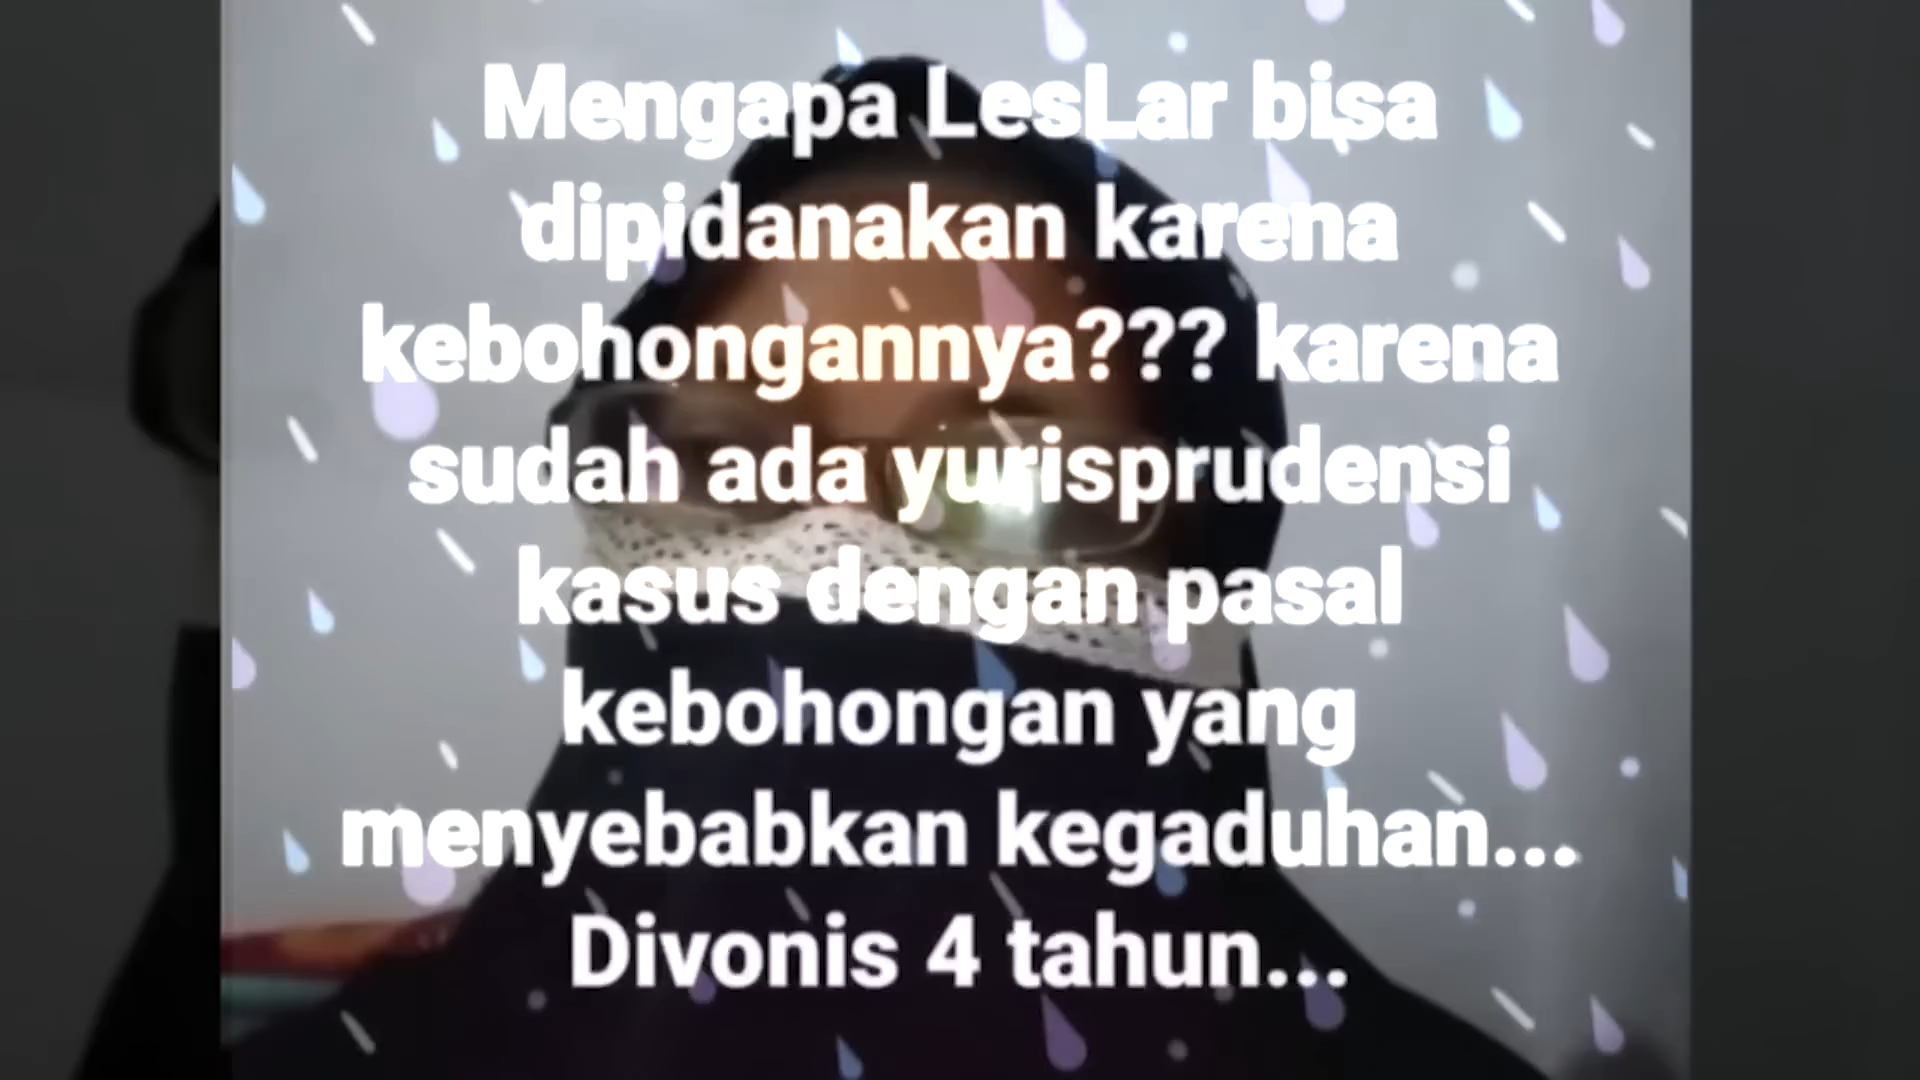 Mengapa LesLar bisa
dipidanakan karena
kebohongannya??? karena
sudah ada yurisprudensi
kasus dengan pasal
kebohongan yang
menyebabkan kegaduhan...
Divonis 4 tahun...